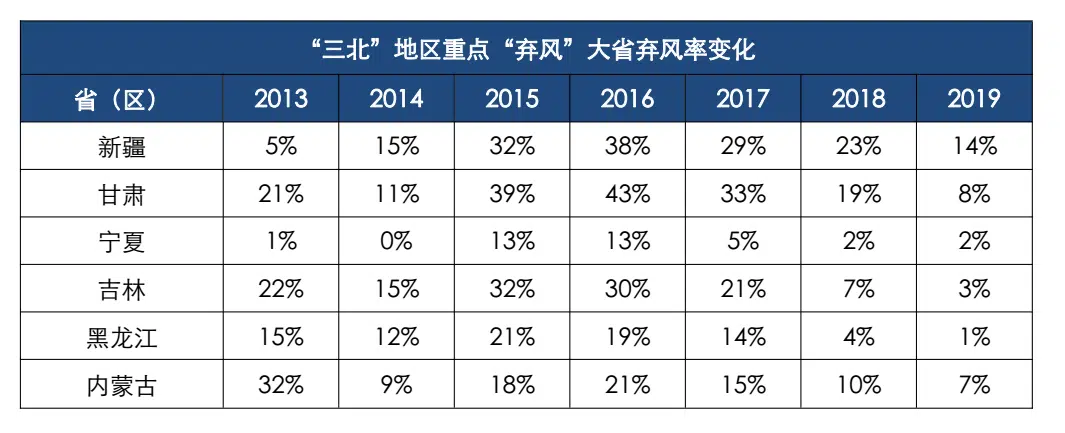 “三北”地区重点“弃风”大省弃风率变化
省（区） 2013 2014 2015 2016 2017 2018 2019
新疆 5% 15% 32% 38% 29% 23% 14%
甘肃 21% 11% 39% 43% 33% 19% 8%
宁夏 1% 0% 13% 13% 5% 2% 2%
吉林 22% 15% 32% 30% 21% 7% 3%
黑龙江 15% 12% 21% 19% 14% 4% 1%
内蒙古 32% 9% 18% 21% 15% 10% 7%